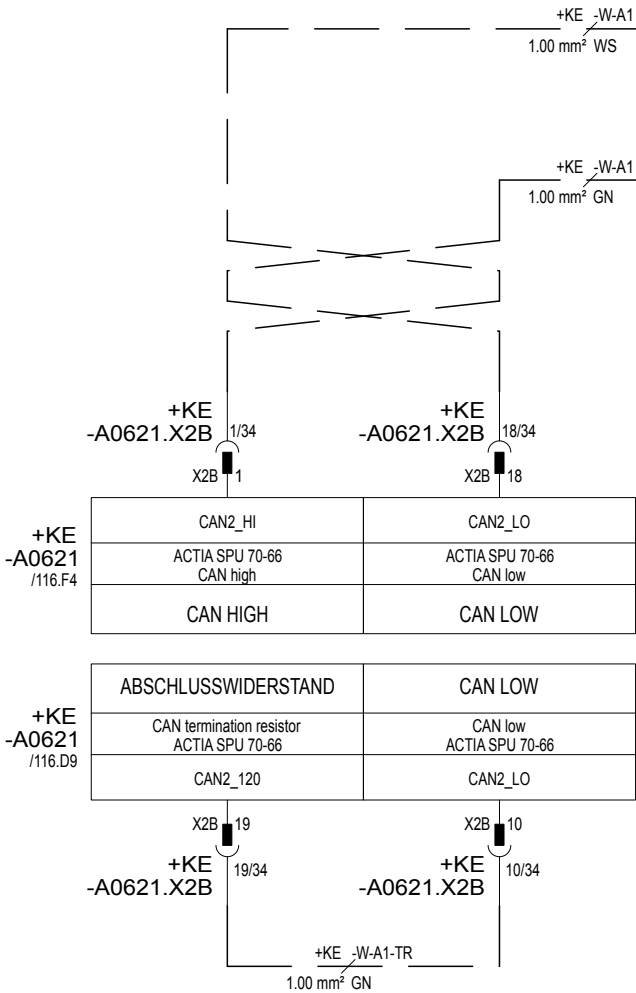 +KE -W-A1
1.00 mm² WS
+KE -W-A1
1.00 mm² GN
+KE
-A0621.X2B 1/34
X2B 1
+KE
-A0621.X2B 18/34
X2B 18
+KE
-A0621
/116.F4
CAN2_HI
CAN2_LO
ACTIA SPU 70-66
CAN high
ACTIA SPU 70-66
CAN low
CAN HIGH
CAN LOW
+KE
-A0621
/116.D9
ABSCHLUSSWIDERSTAND
CAN LOW
CAN termination resistor
ACTIA SPU 70-66
CAN low
ACTIA SPU 70-66
CAN2_120
CAN2_LO
X2B 19
+KE 19/34
-A0621.X2B
X2B 10
+KE 10/34
-A0621.X2B
+KE -W-A1-TR
1.00 mm² GN